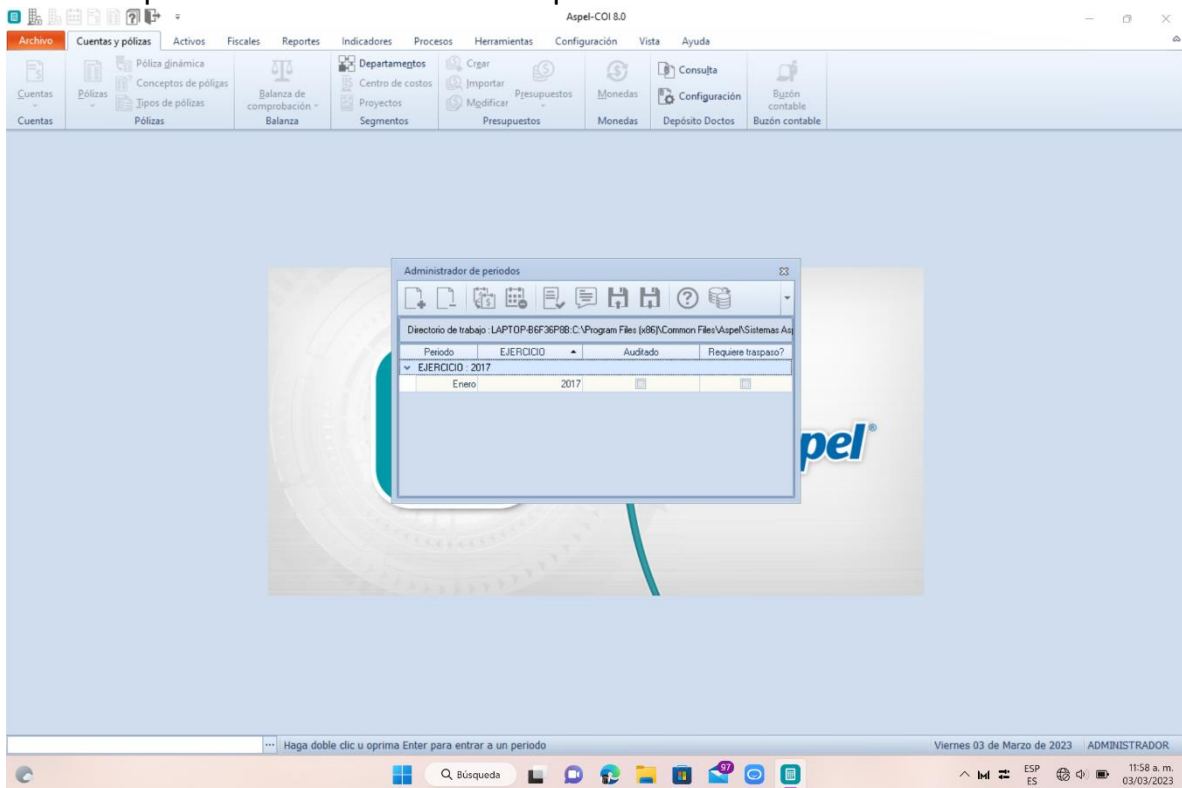 Aspel-COI 8.0
Archivo Cuentas y pólizas Activos Fiscales Reportes Indicadores Procesos Herramientas Configuración Vista Ayuda
Póliza dinámica Departamentos Crear Consulta
Conceptos de pólizas Centro de costos Importar
Cuentas Pólizas Tipos de pólizas Balanza de comprobación Proyectos Modificar Presupuestos Monedas Configuración Buzón contable
Cuentas Pólizas Balanza Segmentos Presupuestos Monedas Depósito Doctos Buzón contable
Administrador de periodos
Directorio de trabajo : LAPTOP-B6F36P8B:C:\Program Files (x86)\Common Files\Aspel\Sistemas Asp
Periodo EJERCICIO Auditado Requiere traspaso?
EJERCICIO : 2017
Enero 2017
pel®
Haga doble clic u oprima Enter para entrar a un periodo Viernes 03 de Marzo de 2023 ADMINISTRADOR
Búsqueda 97 ESP 11:58 a. m.
ES 03/03/2023